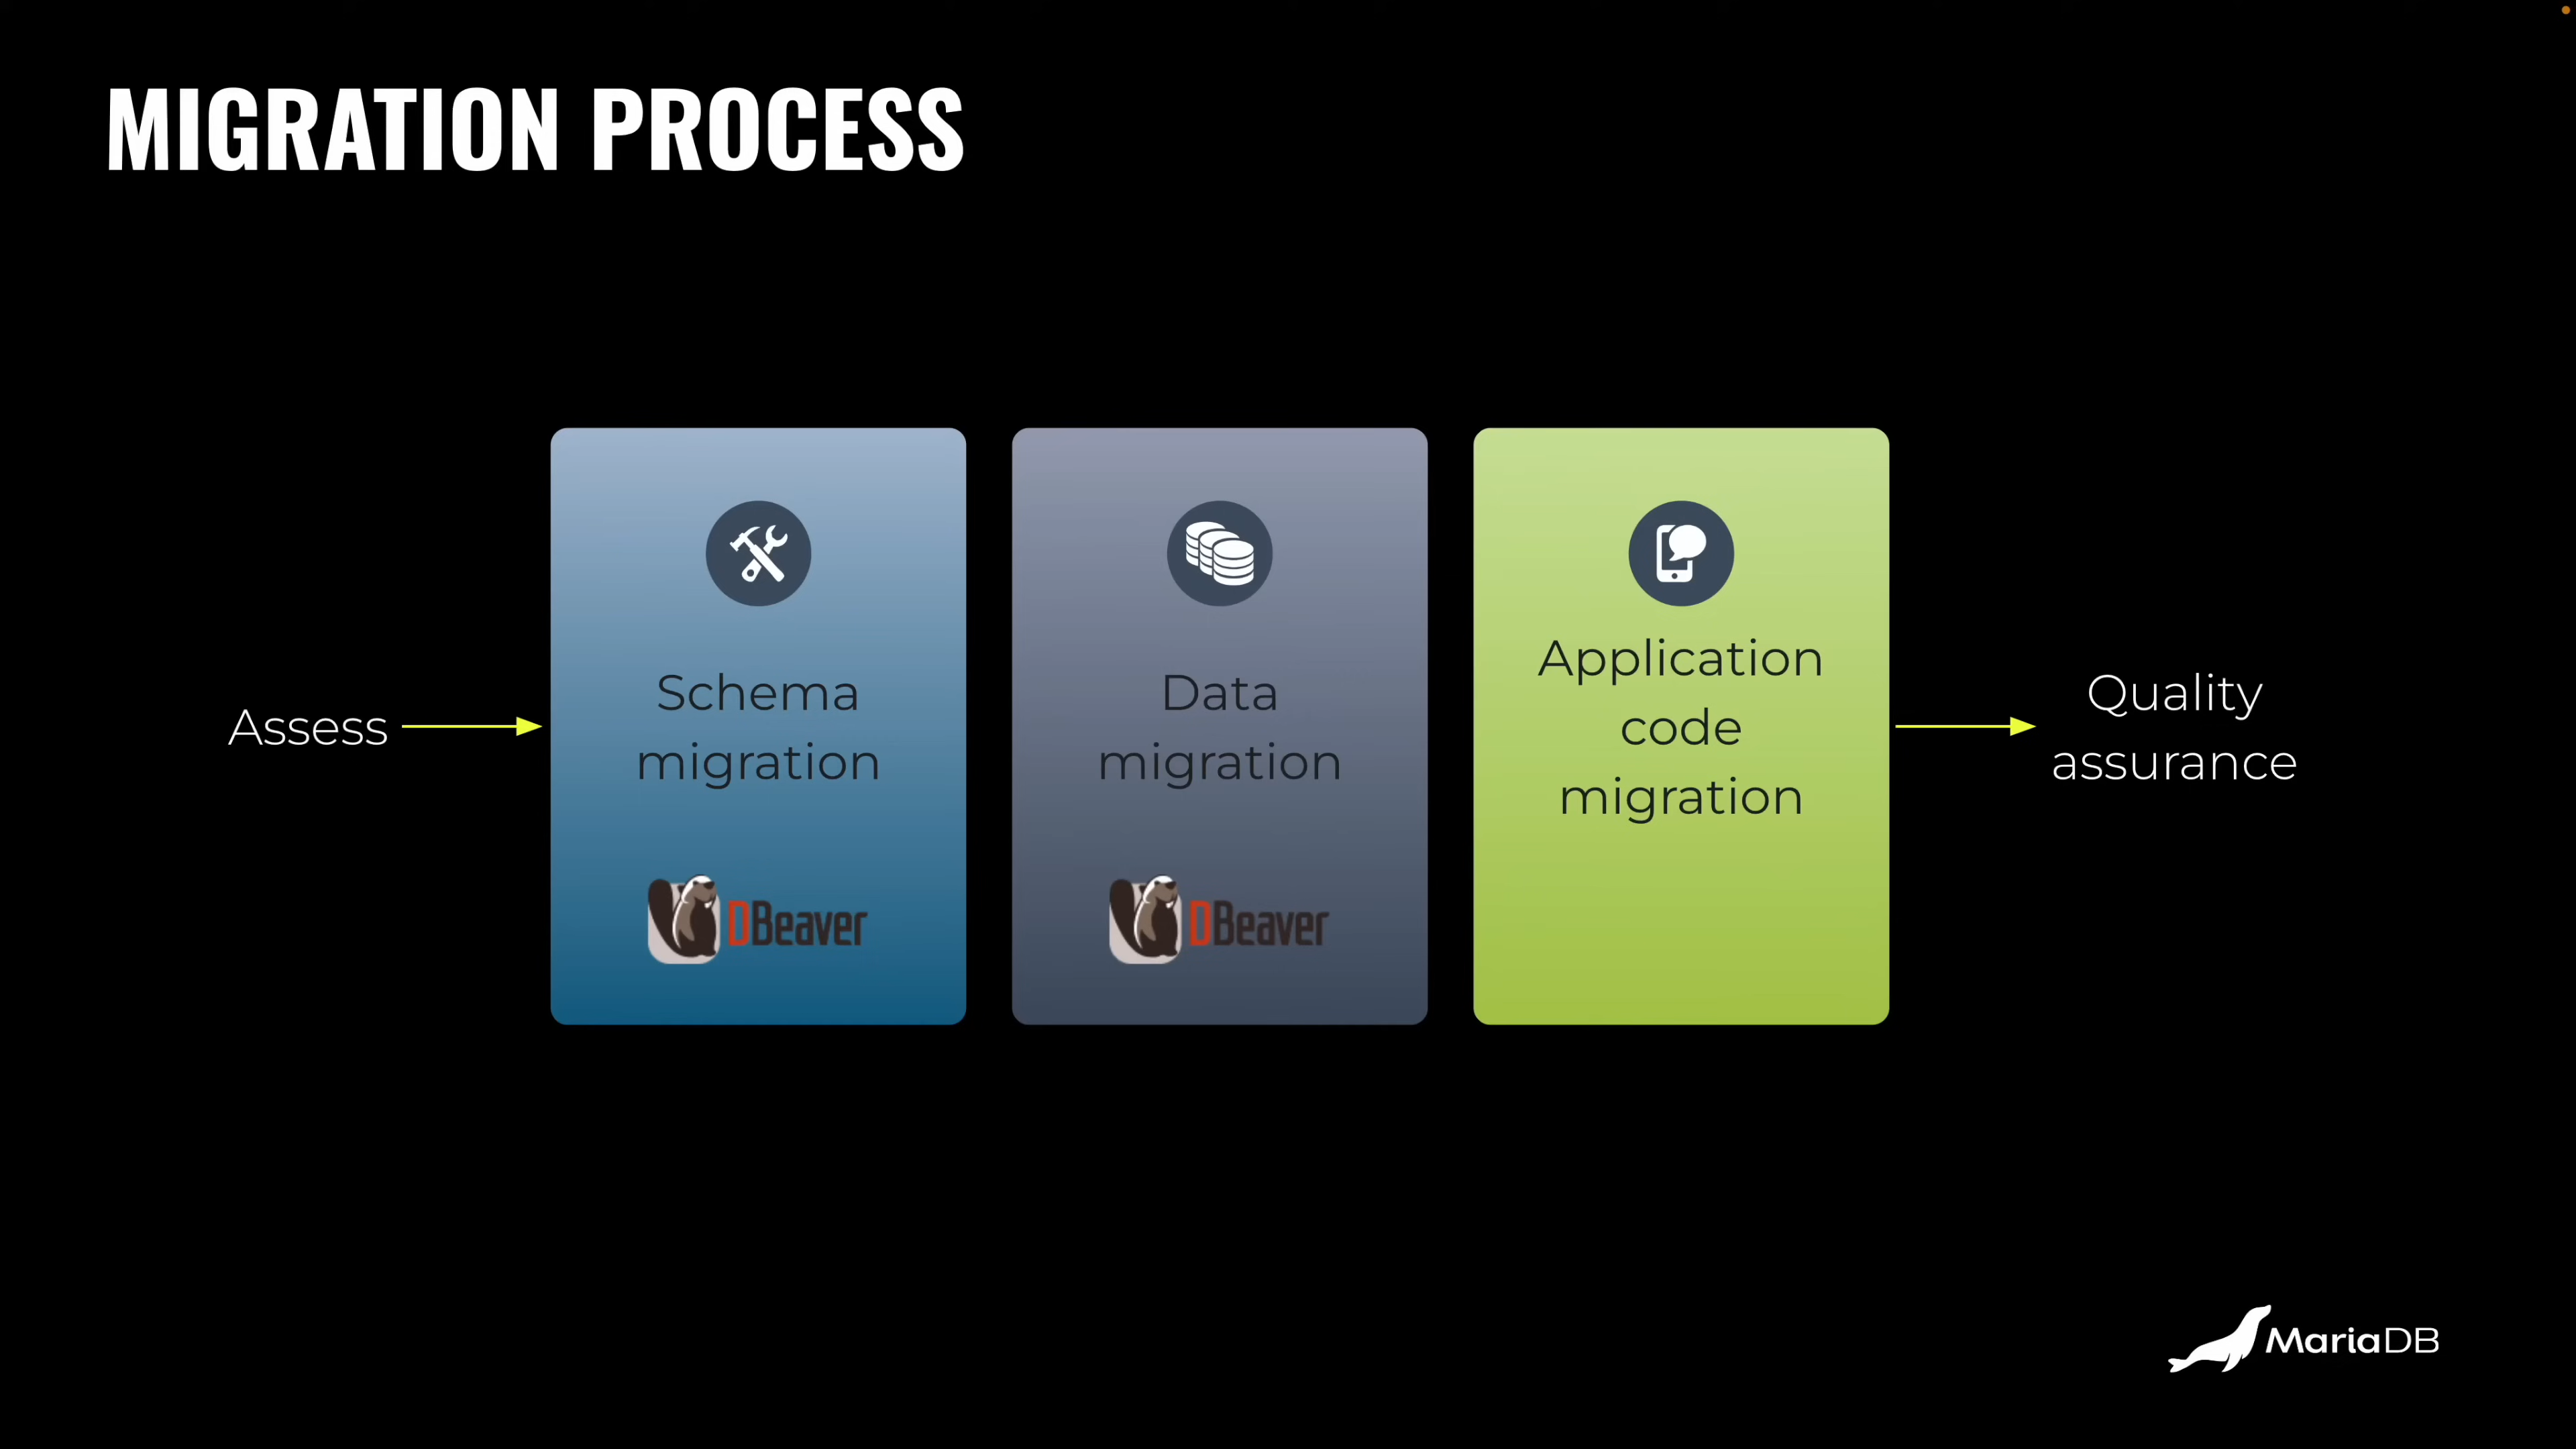 MIGRATION PROCESS
Assess
Schema
migration
DBeaver
Data
migration
DBeaver
Application
code
migration
Quality
assurance
MariaDB